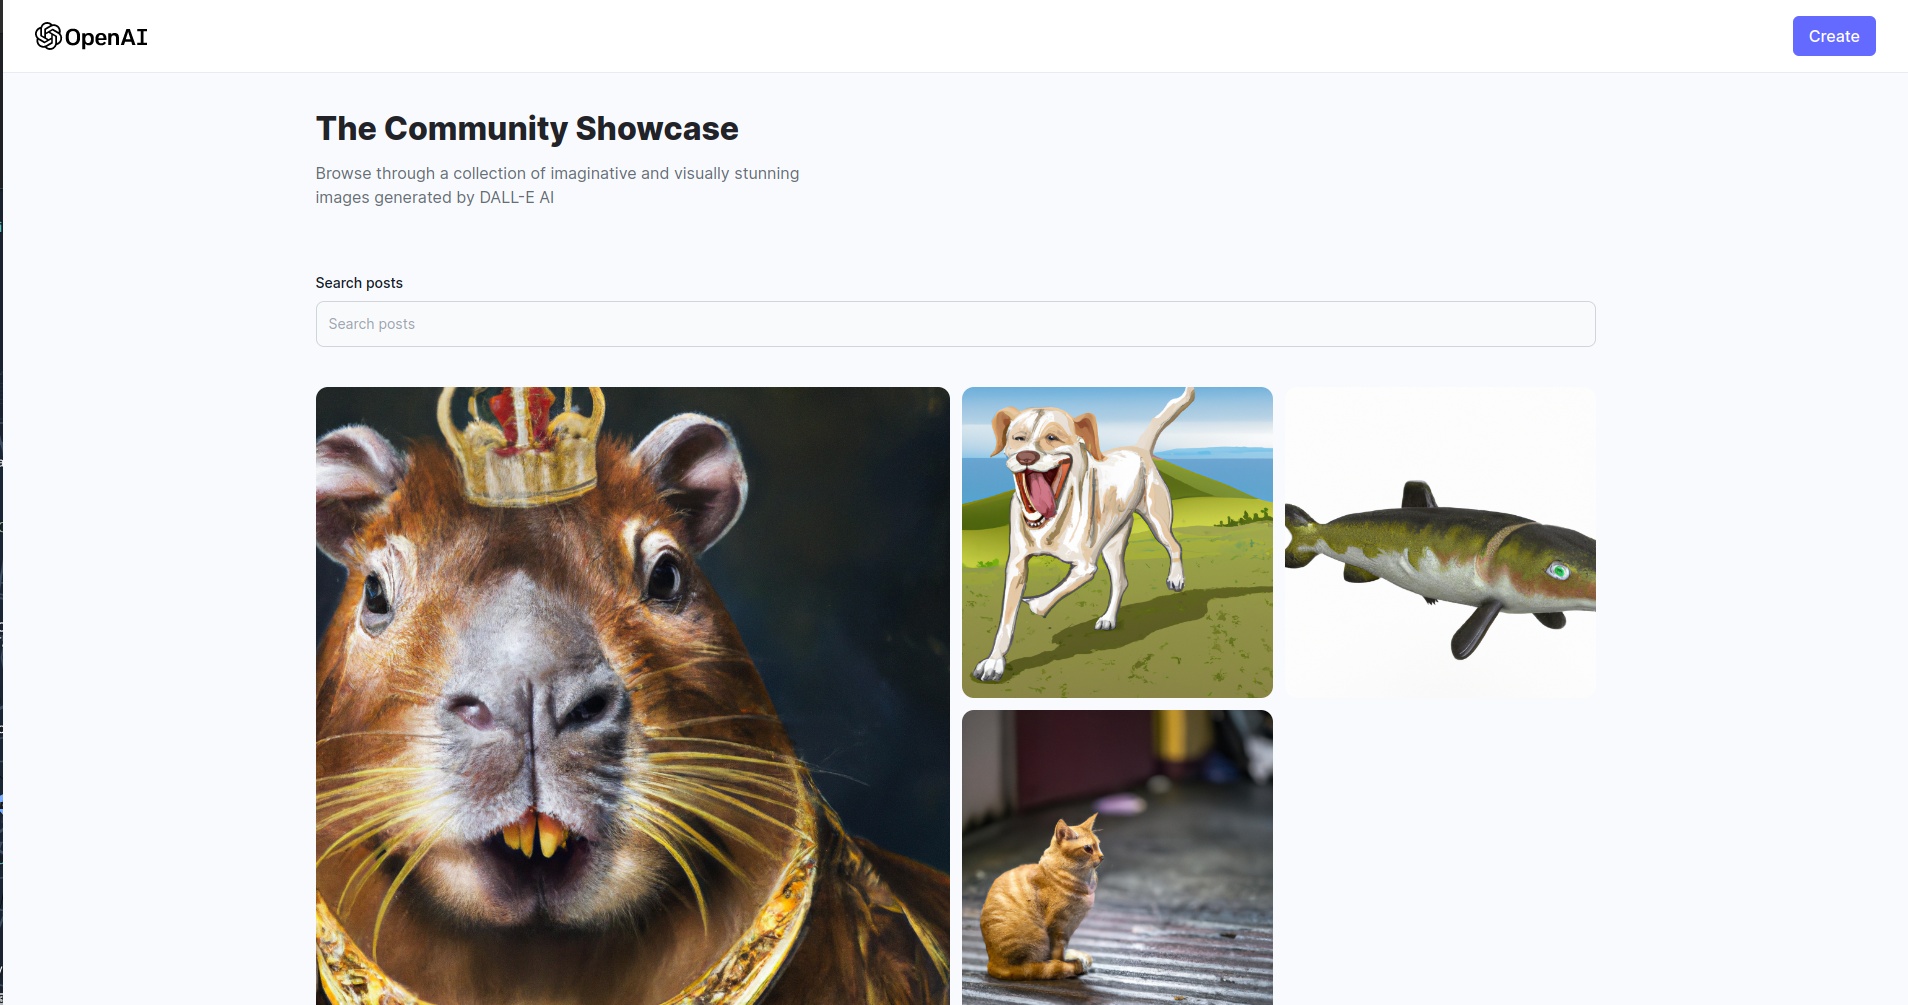 OpenAI
Create
The Community Showcase
Browse through a collection of imaginative and visually stunning
images generated by DALL-E AI
Search posts
Search posts